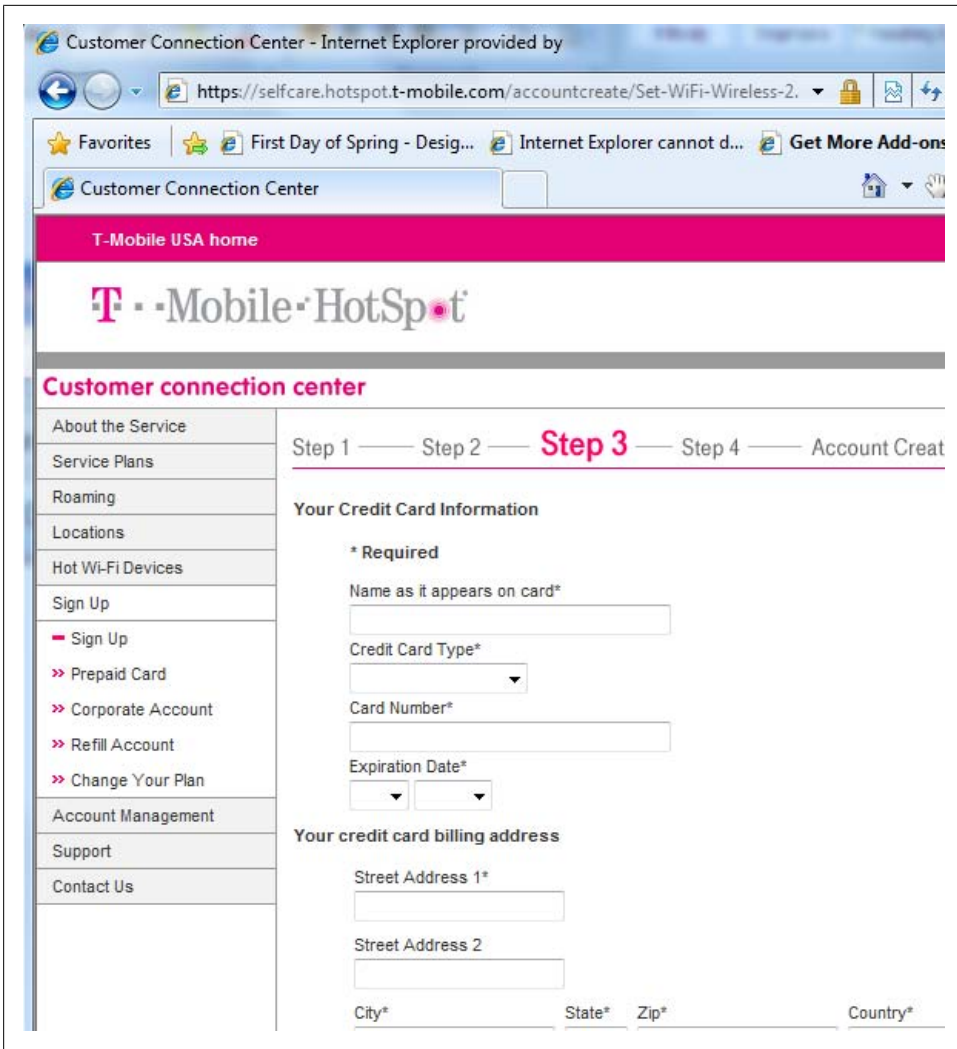 Customer Connection Center - Internet Explorer provided by
https://selfcare.hotspot.t-mobile.com/accountcreate/Set-WiFi-Wireless-2.
Favorites First Day of Spring - Desig... Internet Explorer cannot d... Get More Add-ons
Customer Connection Center
T-Mobile USA home
T··Mobile·HotSpot
Customer connection center
About the Service
Service Plans
Roaming
Locations
Hot Wi-Fi Devices
Sign Up
Sign Up
» Prepaid Card
» Corporate Account
» Refill Account
» Change Your Plan
Account Management
Support
Contact Us
Step 1 Step 2 Step 3 Step 4 Account Creat
Your Credit Card Information
* Required
Name as it appears on card*
Credit Card Type*
Card Number*
Expiration Date*
Your credit card billing address
Street Address 1*
Street Address 2
City* State* Zip* Country*